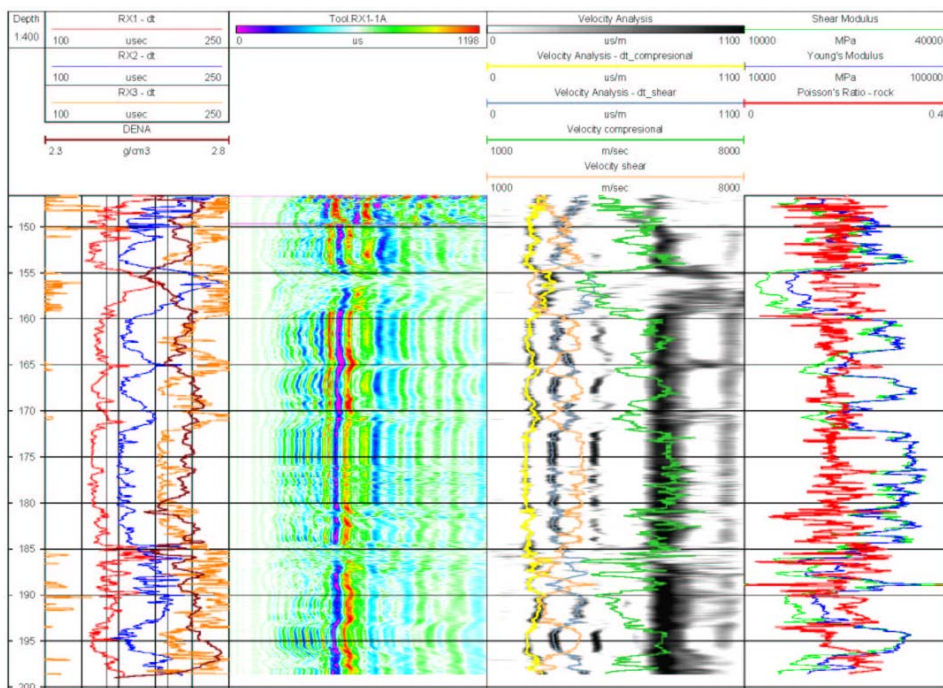 Depth
1:400
RX1 - dt
100 usec 250
RX2 - dt
100 usec 250
RX3 - dt
100 usec 250
DENA
2.3 g/cm3 2.8
Tool.RX1-1A
0 us 1198
Velocity Analysis
0 us/m 1100
Velocity Analysis - dt_compresional
0 us/m 1100
Velocity Analysis - dt_shear
0 us/m 1100
Velocity compresional
1000 m/sec 8000
Velocity shear
1000 m/sec 8000
Shear Modulus
10000 MPa 40000
Young's Modulus
10000 MPa 100000
Poisson's Ratio - rock
0 0.4
150
155
160
165
170
175
180
185
190
195
200